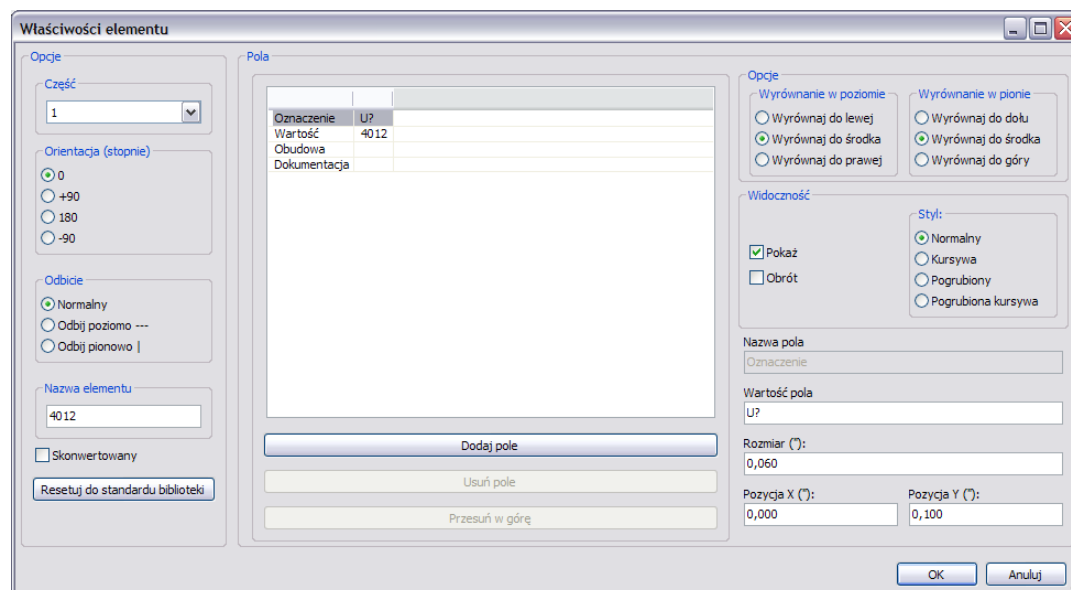 Właściwości elementu
Opcje
Część
1
Orientacja (stopnie)
0
+90
180
-90
Odbicie
Normalny
Odbij poziomo ---
Odbij pionowo |
Nazwa elementu
4012
Skonwertowany
Resetuj do standardu biblioteki
Pola
Oznaczenie U?
Wartość 4012
Obudowa
Dokumentacja
Dodaj pole
Usuń pole
Przesuń w górę
Opcje
Wyrównanie w poziomie
Wyrównaj do lewej
Wyrównaj do środka
Wyrównaj do prawej
Wyrównanie w pionie
Wyrównaj do dołu
Wyrównaj do środka
Wyrównaj do góry
Widoczność
Pokaż
Obrót
Styl:
Normalny
Kursywa
Pogrubiony
Pogrubiona kursywa
Nazwa pola
Oznaczenie
Wartość pola
U?
Rozmiar ("):
0,060
Pozycja X ("): Pozycja Y ("):
0,000 0,100
OK Anuluj